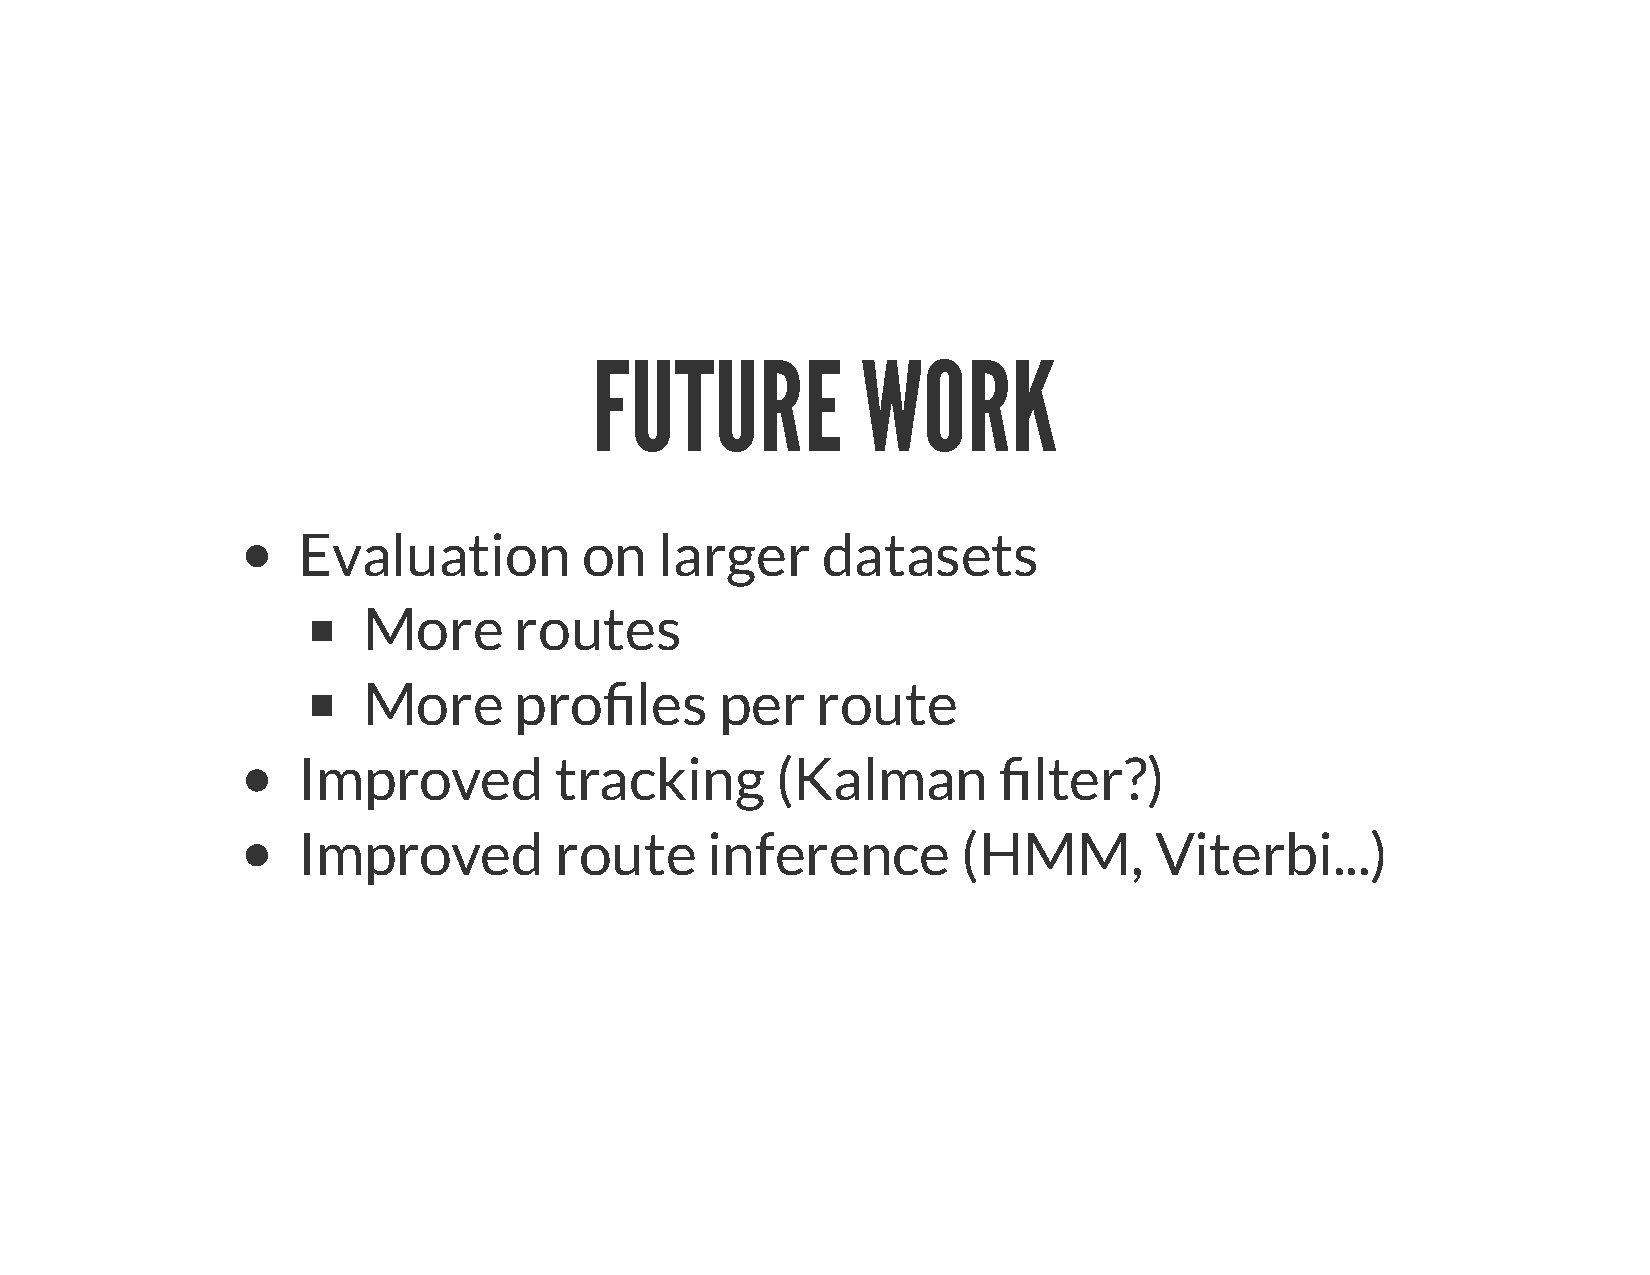 FUTURE WORK
Evaluation on larger datasets
More routes
More profiles per route
Improved tracking (Kalman filter?)
Improved route inference (HMM, Viterbi...)